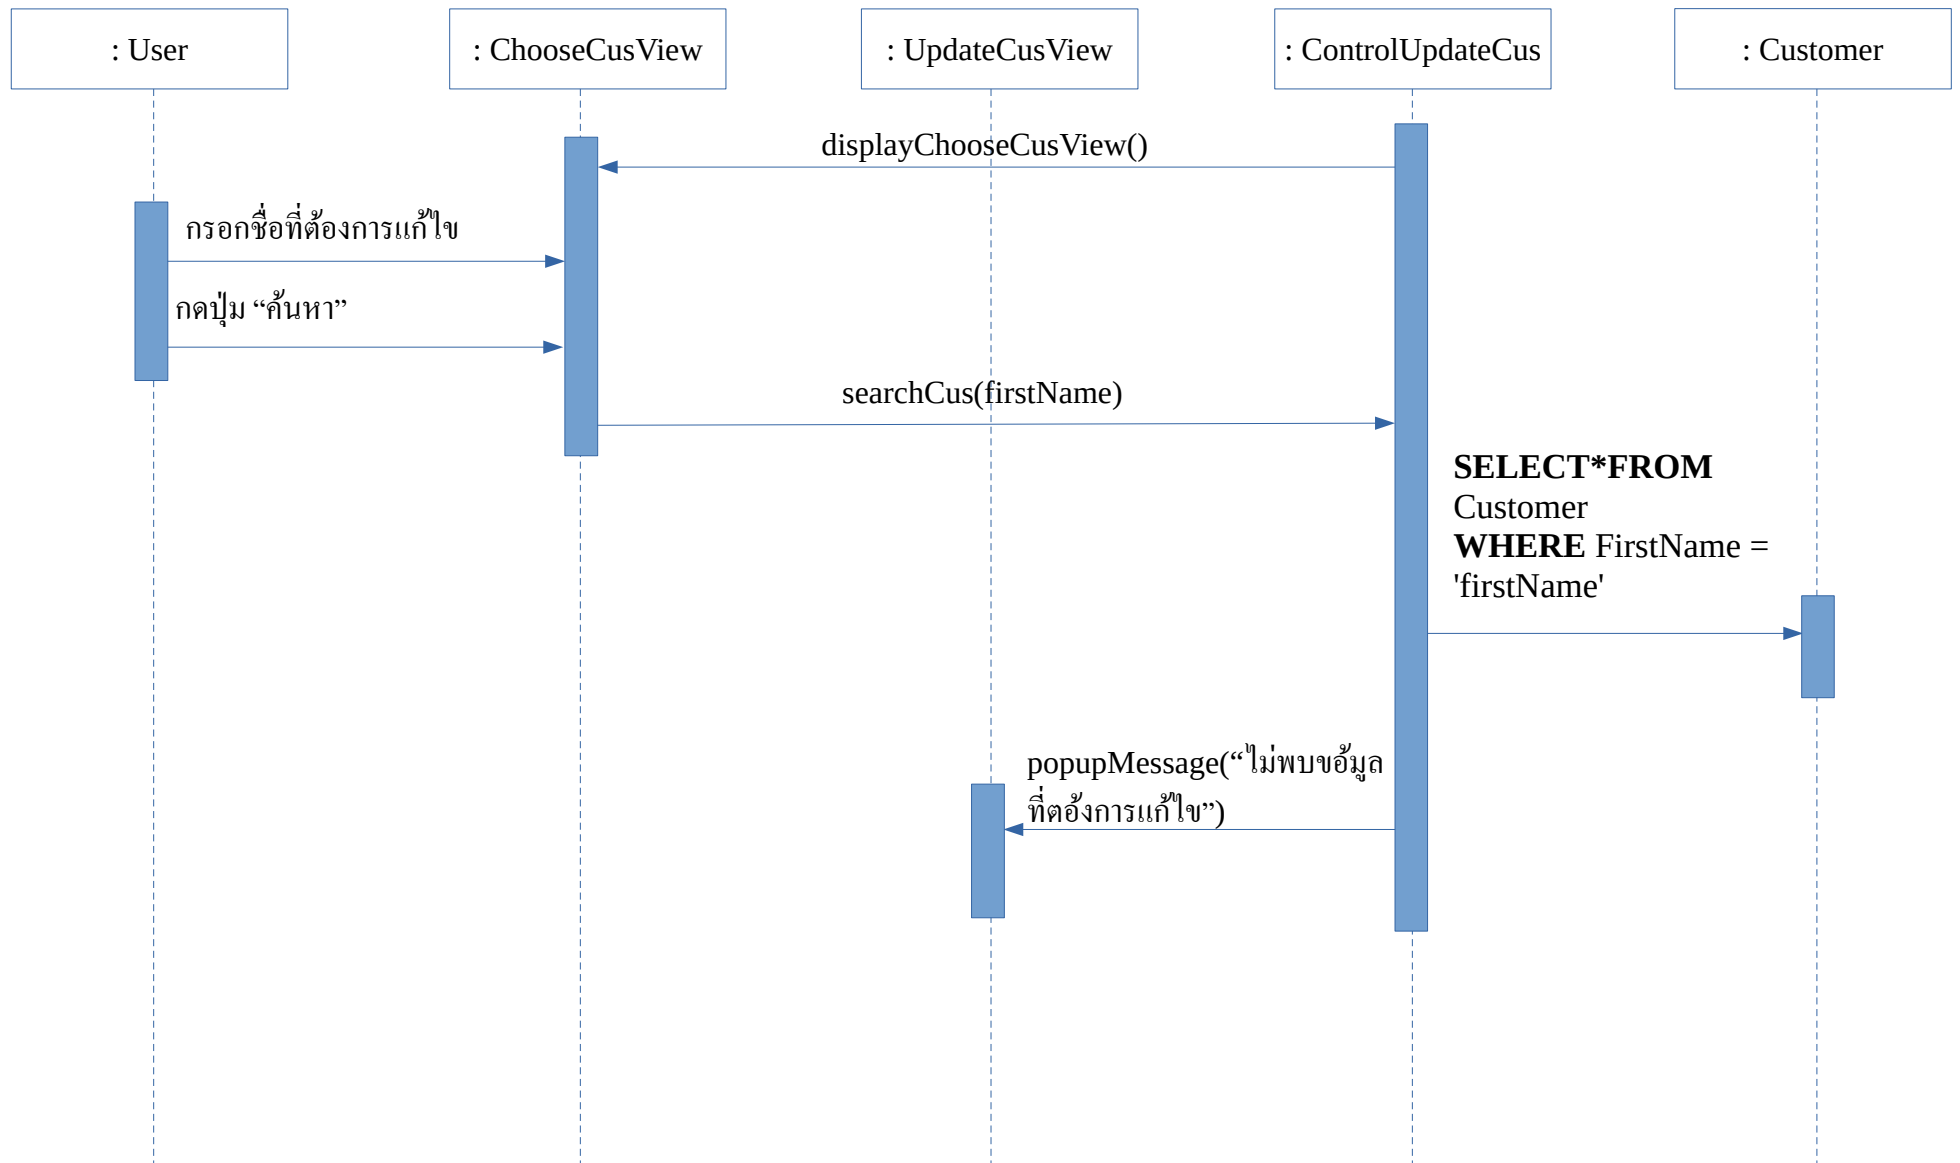 : User
: ChooseCusView
: UpdateCusView
: ControlUpdateCus
: Customer
displayChooseCusView()
กรอกชื่อที่ต้องการแก้ไข
กดปุ่ม “ค้นหา”
searchCus(firstName)
SELECT*FROM
Customer
WHERE FirstName =
'firstName'
popupMessage(“ไม่พบขอ้มูล
ที่ตอ้งการแก้ไข”)